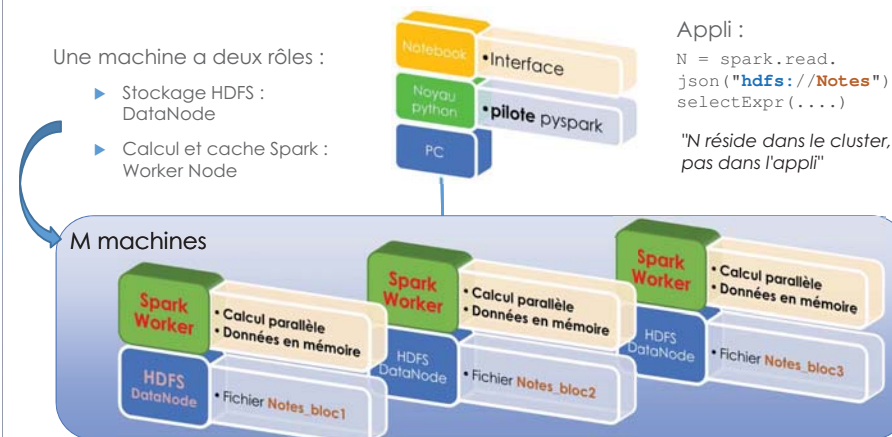 Une machine a deux rôles :
Stockage HDFS :
DataNode
Calcul et cache Spark :
Worker Node
Notebook
•Interface
Noyau
python
•pilote pyspark
PC
Appli :
N = spark.read.
json("hdfs://Notes")
selectExpr(....)
"N réside dans le cluster,
pas dans l'appli"
M machines
Spark
Worker
• Calcul parallèle
• Données en mémoire
HDFS
DataNode
• Fichier Notes_bloc1
Spark
Worker
• Calcul parallèle
• Données en mémoire
HDFS
DataNode
• Fichier Notes_bloc2
Spark
Worker
• Calcul parallèle
• Données en mémoire
HDFS
DataNode
• Fichier Notes_bloc3